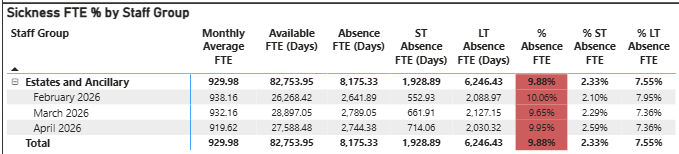 Sickness FTE % by Staff Group
Staff Group Monthly Average FTE Available FTE (Days) Absence FTE (Days) ST Absence FTE (Days) LT Absence FTE (Days) % Absence FTE % ST Absence FTE % LT Absence FTE
Estates and Ancillary 929.98 82,753.95 8,175.33 1,928.89 6,246.43 9.88% 2.33% 7.55%
February 2026 938.16 26,268.42 2,641.89 552.93 2,088.97 10.06% 2.10% 7.95%
March 2026 932.16 28,897.05 2,789.05 661.91 2,127.15 9.65% 2.29% 7.36%
April 2026 919.62 27,588.48 2,744.38 714.06 2,030.32 9.95% 2.59% 7.36%
Total 929.98 82,753.95 8,175.33 1,928.89 6,246.43 9.88% 2.33% 7.55%